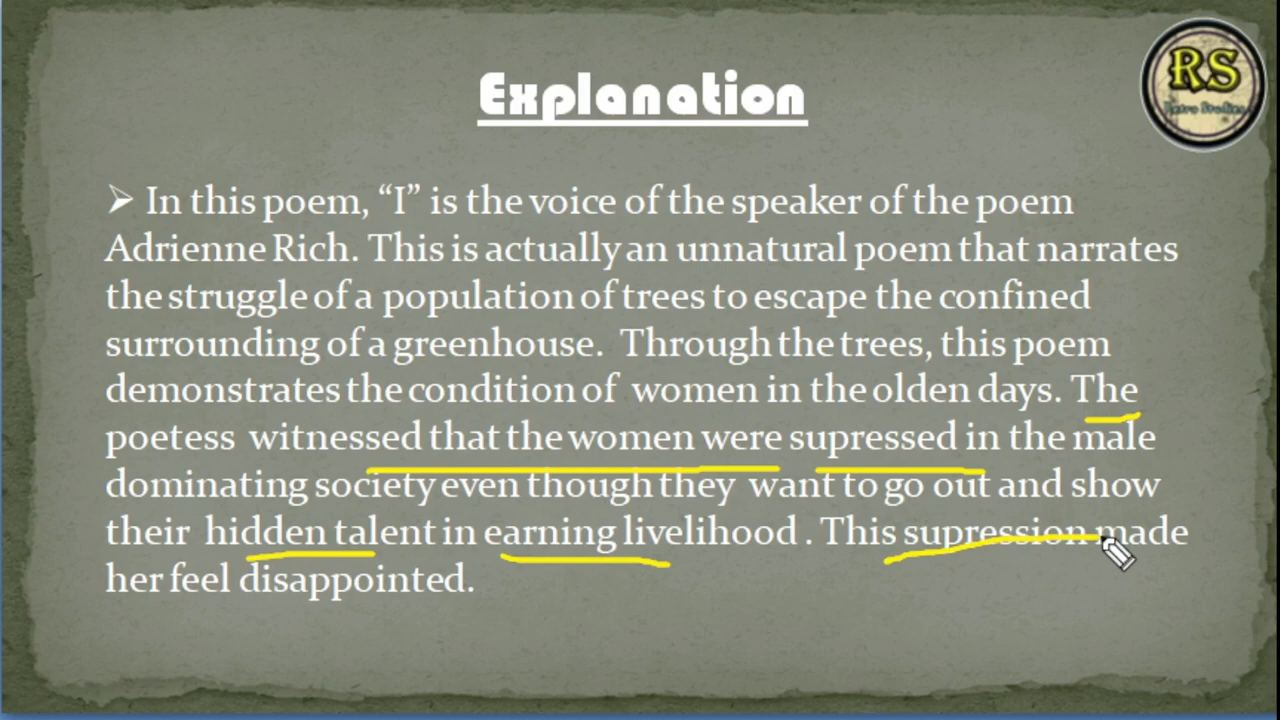 Explanation
RS
Retro Studies
➢ In this poem, “I” is the voice of the speaker of the poem
Adrienne Rich. This is actually an unnatural poem that narrates
the struggle of a population of trees to escape the confined
surrounding of a greenhouse. Through the trees, this poem
demonstrates the condition of women in the olden days. The
poetess witnessed that the women were supressed in the male
dominating society even though they want to go out and show
their hidden talent in earning livelihood . This supression made
her feel disappointed.